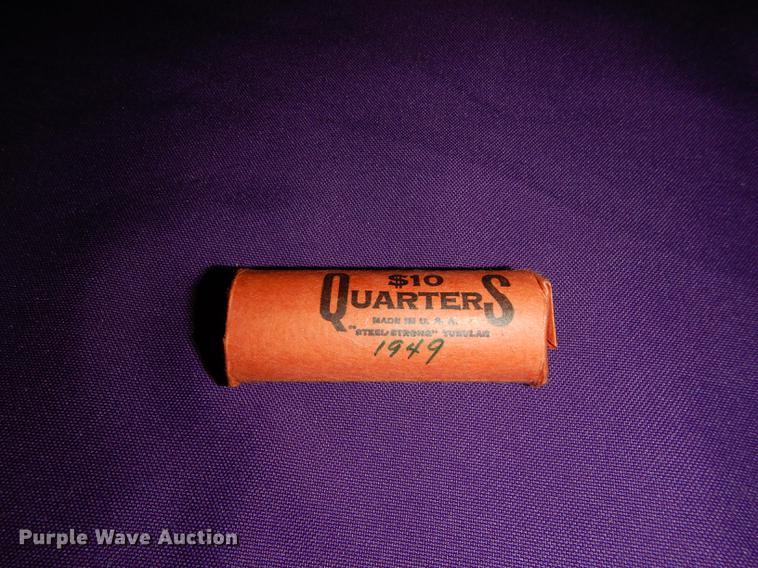 $10
QUARTERS
MADE IN U. S. A.
"STEEL-STRONG" TUBULAR
1949
Purple Wave Auction